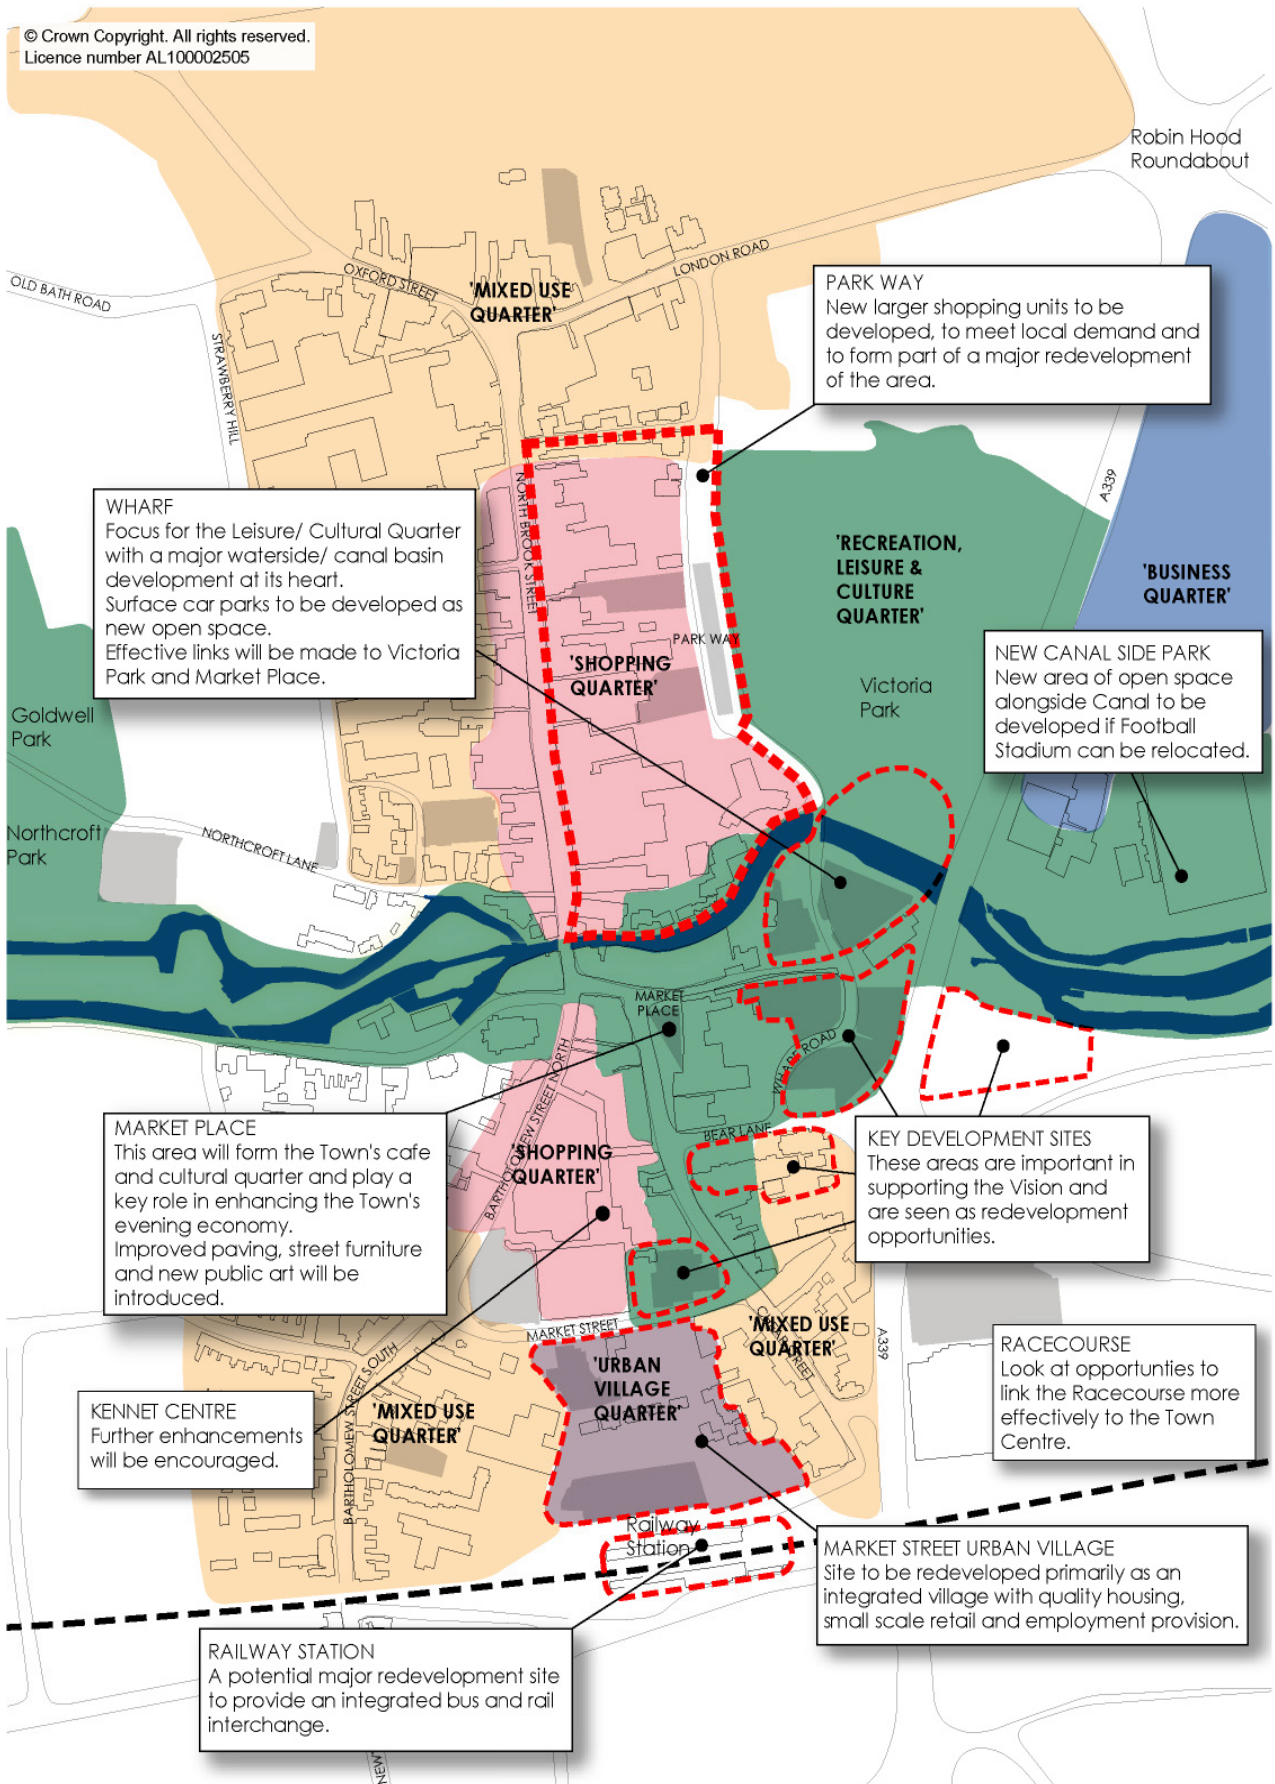 © Crown Copyright. All rights reserved.
Licence number AL100002505
Robin Hood
Roundabout
OLD BATH ROAD
OXFORD STREET
LONDON ROAD
'MIXED USE
QUARTER'
STRAWBERRY HILL
PARK WAY
New larger shopping units to be
developed, to meet local demand and
to form part of a major redevelopment
of the area.
A339
NORTH BROOK STREET
WHARF
Focus for the Leisure/ Cultural Quarter
with a major waterside/ canal basin
development at its heart.
Surface car parks to be developed as
new open space.
Effective links will be made to Victoria
Park and Market Place.
'RECREATION,
LEISURE &
CULTURE
QUARTER'
'BUSINESS
QUARTER'
PARK WAY
'SHOPPING
QUARTER'
Victoria
Park
NEW CANAL SIDE PARK
New area of open space
alongside Canal to be
developed if Football
Stadium can be relocated.
Goldwell
Park
Northcroft
Park
NORTHCROFT LANE
MARKET
PLACE
WHARF ROAD
BARTHOLOMEW STREET NORTH
BEAR LANE
MARKET PLACE
This area will form the Town's cafe
and cultural quarter and play a
key role in enhancing the Town's
evening economy.
Improved paving, street furniture
and new public art will be
introduced.
'SHOPPING
QUARTER'
KEY DEVELOPMENT SITES
These areas are important in
supporting the Vision and
are seen as redevelopment
opportunities.
MARKET STREET
'MIXED USE
QUARTER'
A339
RACECOURSE
Look at opportunties to
link the Racecourse more
effectively to the Town
Centre.
BARTHOLOMEW STREET SOUTH
'URBAN
VILLAGE
QUARTER'
KENNET CENTRE
Further enhancements
will be encouraged.
'MIXED USE
QUARTER'
Railway
Station
MARKET STREET URBAN VILLAGE
Site to be redeveloped primarily as an
integrated village with quality housing,
small scale retail and employment provision.
RAILWAY STATION
A potential major redevelopment site
to provide an integrated bus and rail
interchange.